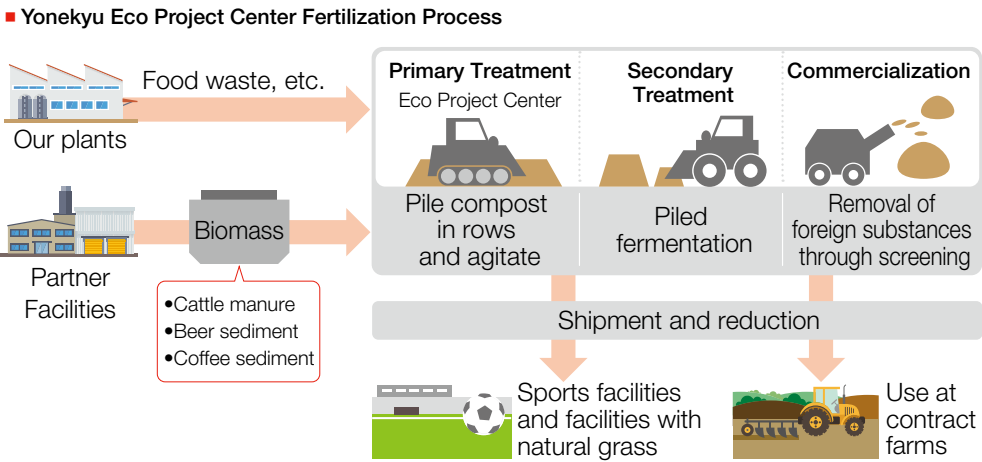 ■ Yonekyu Eco Project Center Fertilization Process
Food waste, etc.
Our plants
Partner
Facilities
Biomass
•Cattle manure
•Beer sediment
•Coffee sediment
Primary Treatment
Eco Project Center
Pile compost
in rows
and agitate
Secondary
Treatment
Piled
fermentation
Commercialization
Removal of
foreign substances
through screening
Shipment and reduction
Sports facilities
and facilities with
natural grass
Use at
contract
farms